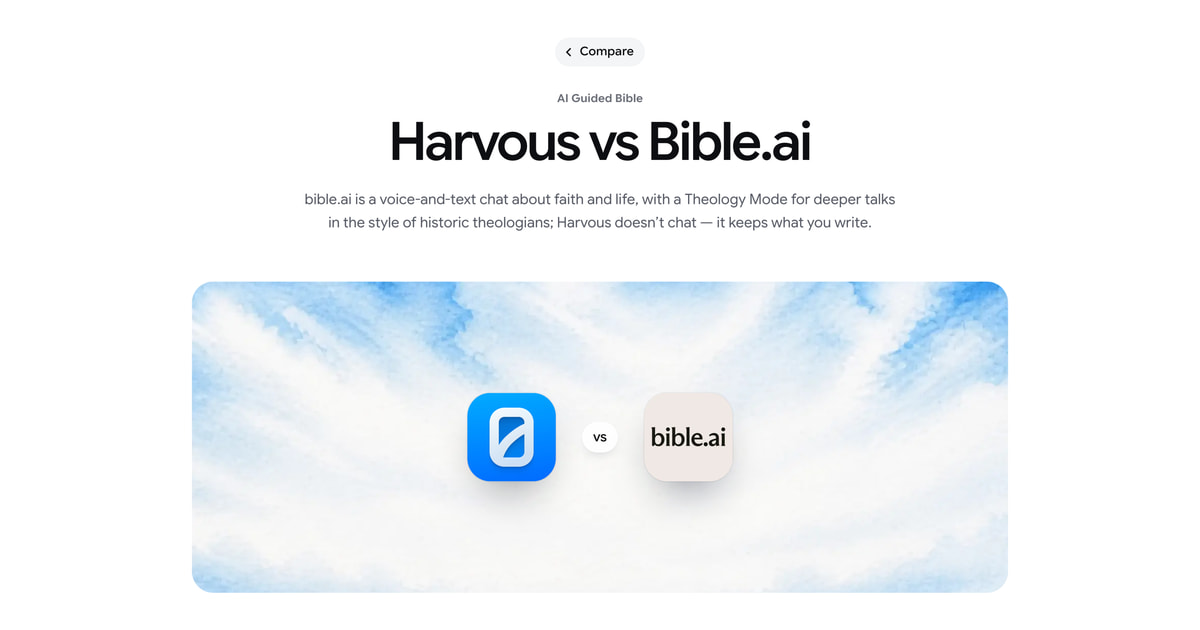 Compare
AI Guided Bible
Harvous vs Bible.ai
bible.ai is a voice-and-text chat about faith and life, with a Theology Mode for deeper talks
in the style of historic theologians; Harvous doesn’t chat — it keeps what you write.
vs
bible.ai